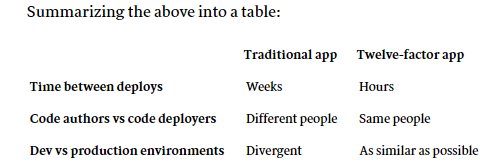 Summarizing the above into a table:
Traditional app Twelve-factor app
Time between deploys Weeks Hours
Code authors vs code deployers Different people Same people
Dev vs production environments Divergent As similar as possible